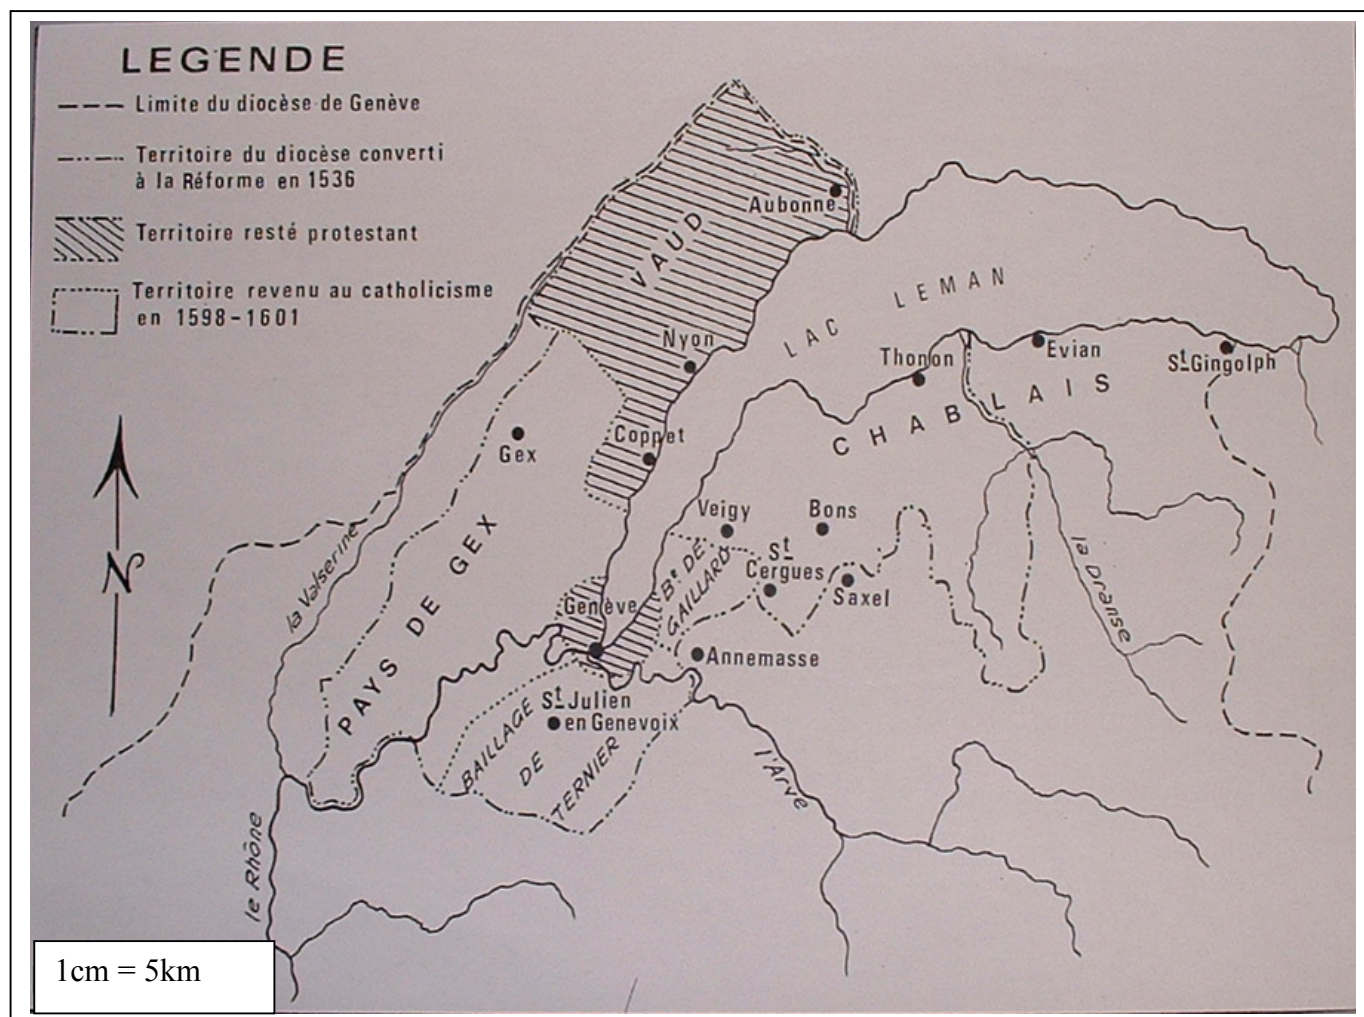 LEGENDE
Limite du diocèse de Genève
Territoire du diocèse converti
à la Réforme en 1536
Territoire resté protestant
Territoire revenu au catholicisme
en 1598-1601
Aubonne
VAUD
LAC LEMAN
Nyon
Thonon
Evian
St Gingolph
CHABLAIS
Coppet
Gex
N
PAYS DE GEX
la Valserine
Veigy
Bons
St
Cergues
Saxel
Bge DE
GAILLARD
la Dranse
Genève
Annemasse
St Julien
en Genevoix
BAILLAGE
DE
TERNIER
l'Arve
le Rhône
1cm = 5km